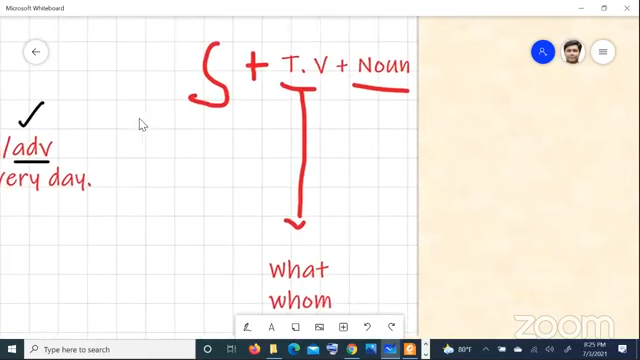 Microsoft Whiteboard
S + T. V + Noun
/adv
very day.
what
whom
zoom
Type here to search
80°F
8:25 PM
7/3/2021